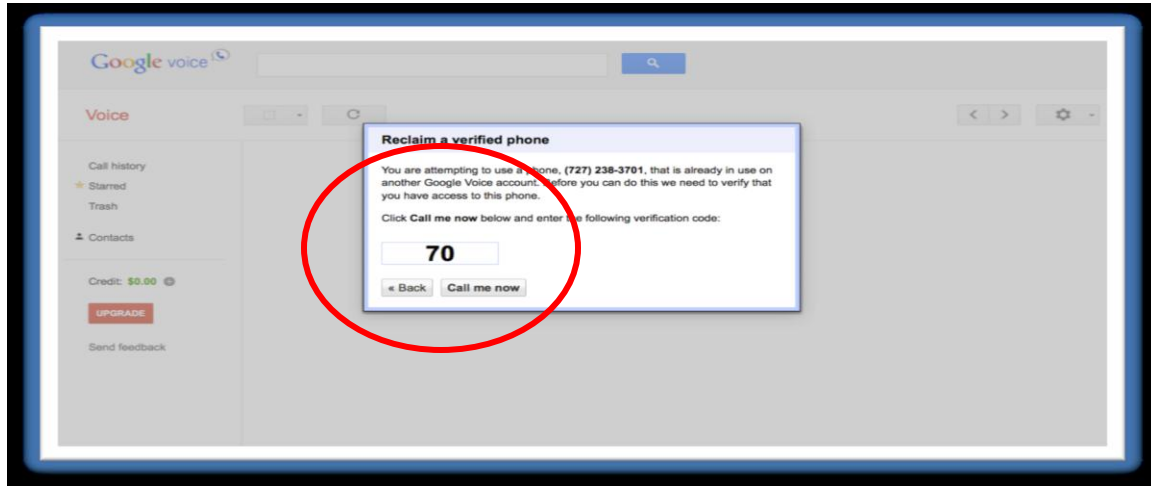 Google voice
Voice
Reclaim a verified phone
You are attempting to use a phone, (727) 238-3701, that is already in use on
another Google Voice account. Before you can do this we need to verify that
you have access to this phone.
Click Call me now below and enter the following verification code:
70
« Back Call me now
Call history
Starred
Trash
Contacts
Credit: $0.00
UPGRADE
Send feedback